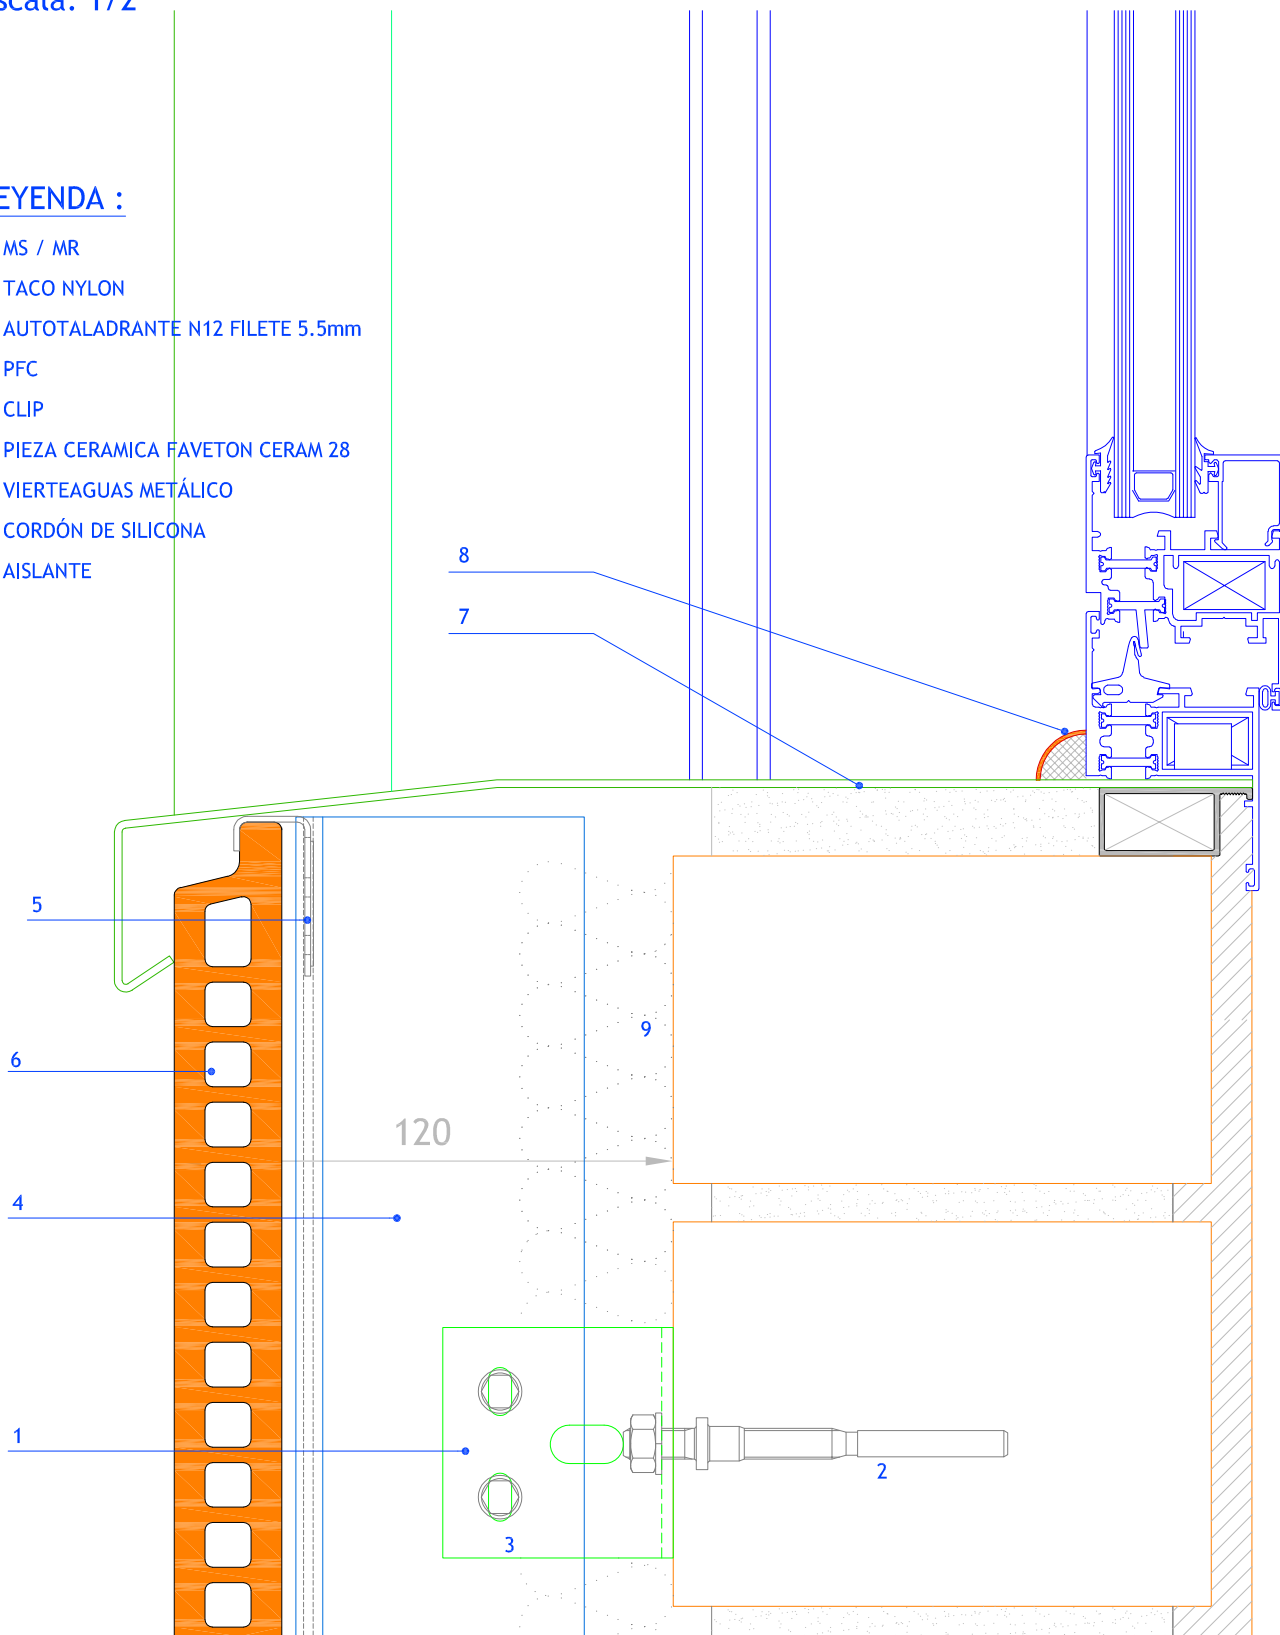 scala: 1/2
EYENDA :
MS / MR
TACO NYLON
AUTOTALADRANTE N12 FILETE 5.5mm
PFC
CLIP
PIEZA CERAMICA FAVETON CERAM 28
VIERTEAGUAS METÁLICO
CORDÓN DE SILICONA
AISLANTE
8
7
5
9
6
120
4
1
2
3